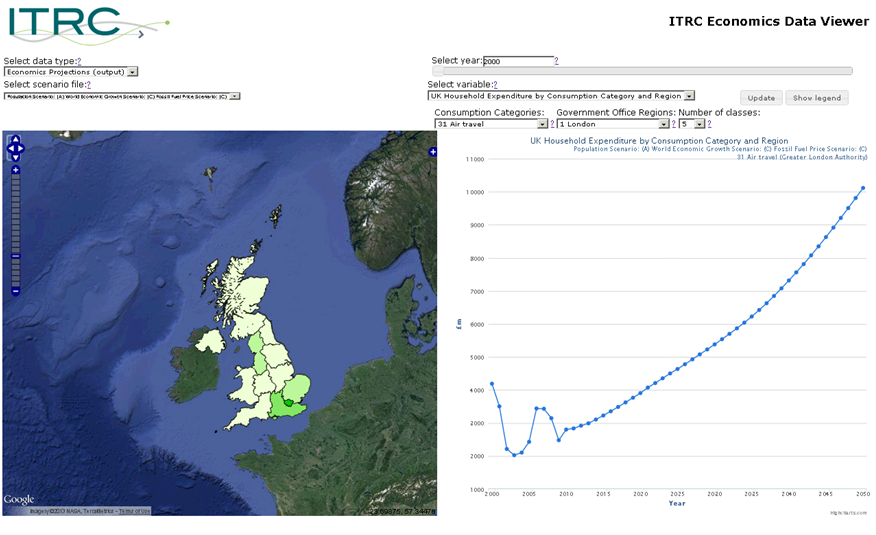 ITRC
ITRC Economics Data Viewer
Select data type:?
Economics Projections (output)
Select scenario file:?
Population Scenario: (A) World Economic Growth Scenario: (C) Fossil Fuel Price Scenario: (C)
Select year: 2000 ?
Select variable:?
UK Household Expenditure by Consumption Category and Region
Update
Show legend
Consumption Categories: Government Office Regions: Number of classes:
31 Air travel ? 1 London ? 5 ?
UK Household Expenditure by Consumption Category and Region
Population Scenario: (A) World Economic Growth Scenario: (C) Fossil Fuel Price Scenario: (C)
31 Air travel (Greater London Authority)
11000
10000
9000
8000
7000
6000
5000
4000
3000
2000
1000
£m
2000 2005 2010 2015 2020 2025 2030 2035 2040 2045 2050
Year
Highcharts.com
Google
Imagery ©2013 NASA, TerraMetrics - Terms of Use